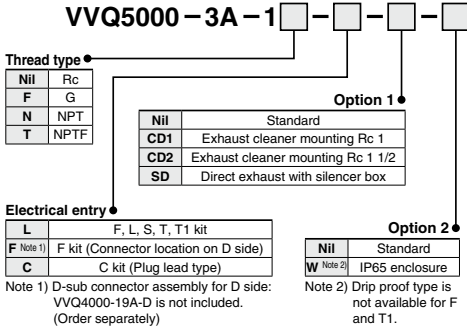 VVQ5000-3A-1□-□-□-□
Thread type
Nil Rc
F G
N NPT
T NPTF
Option 1
Nil Standard
CD1 Exhaust cleaner mounting Rc 1
CD2 Exhaust cleaner mounting Rc 1 1/2
SD Direct exhaust with silencer box
Electrical entry
L F, L, S, T, T1 kit
F Note 1) F kit (Connector location on D side)
C C kit (Plug lead type)
Note 1) D-sub connector assembly for D side:
VVQ4000-19A-D is not included.
(Order separately)
Option 2
Nil Standard
W Note 2) IP65 enclosure
Note 2) Drip proof type is
not available for F
and T1.